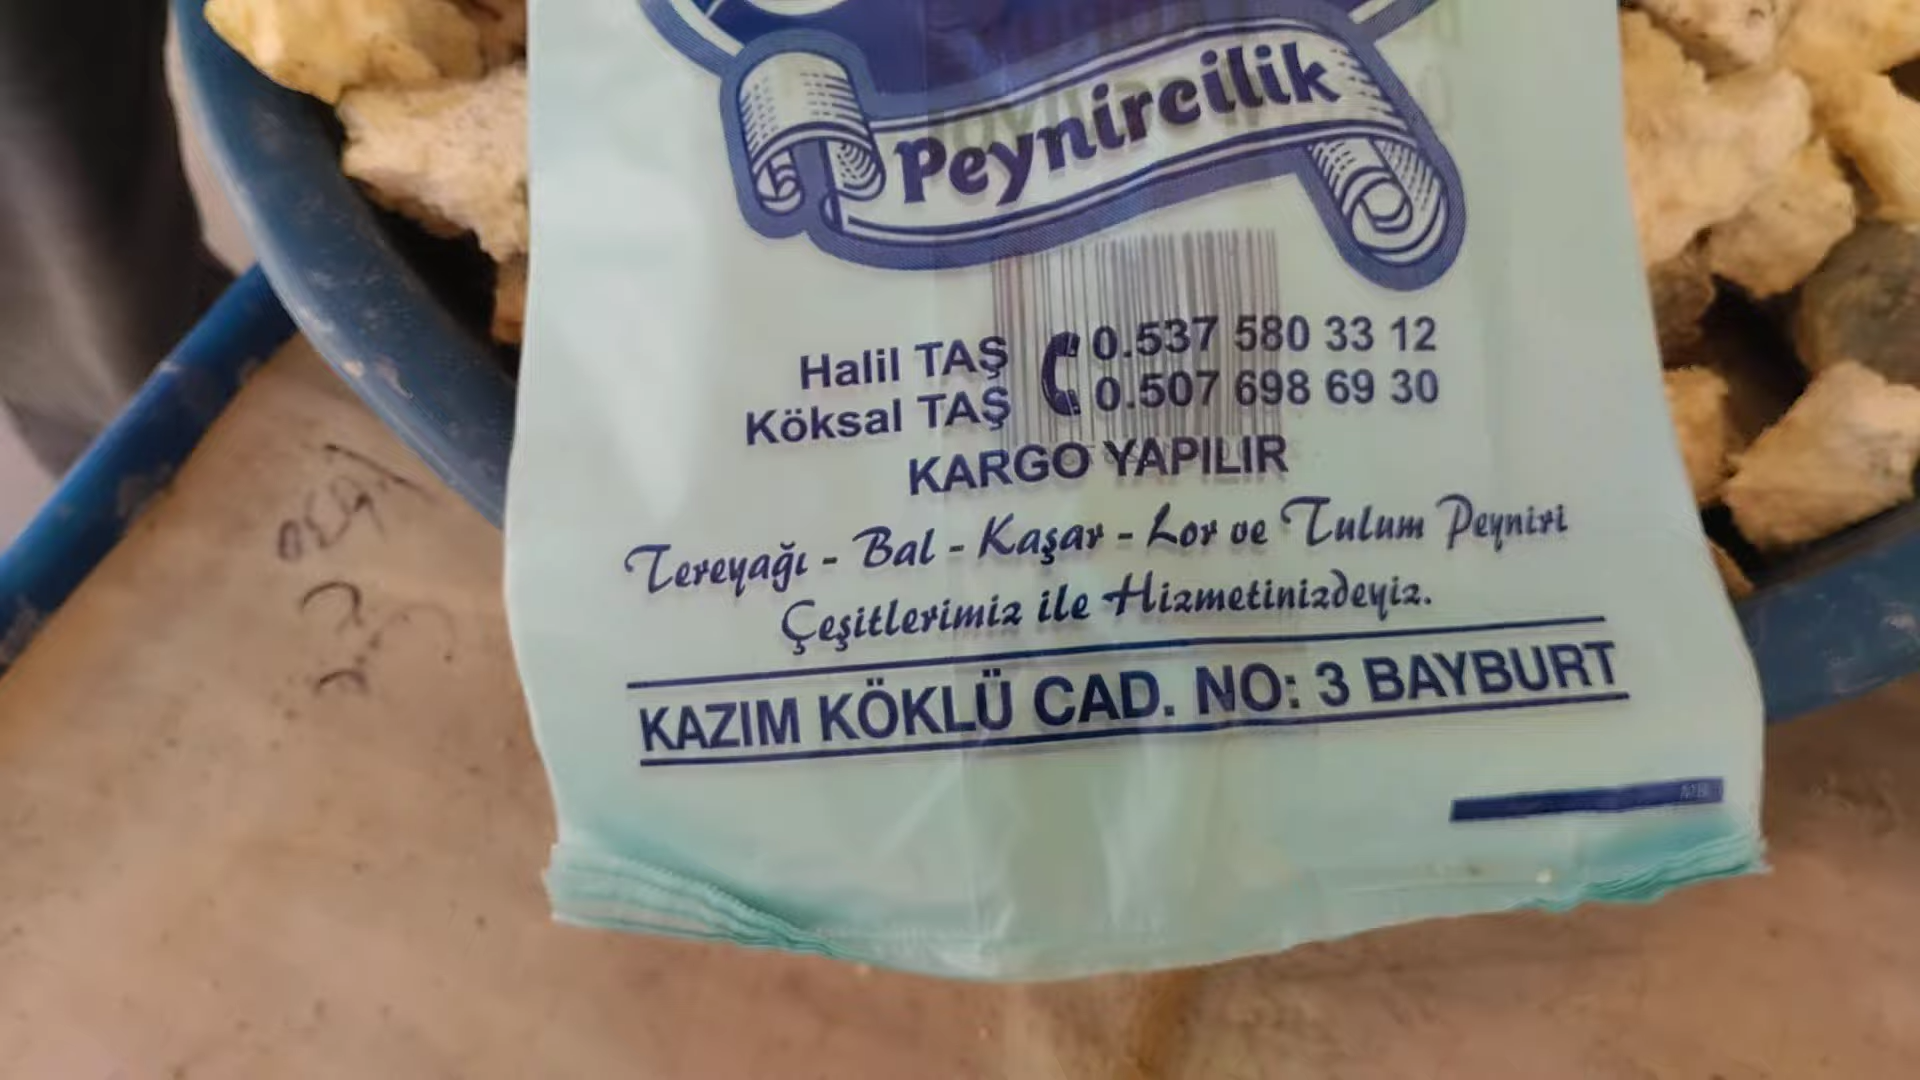 Peynircilik
Halil TAŞ 0.537 580 33 12
Köksal TAŞ 0.507 698 69 30
KARGO YAPILIR
Tereyağı - Bal - Kaşar - Lor ve Tulum Peyniri
Çeşitlerimiz ile Hizmetinizdeyiz.
KAZIM KÖKLÜ CAD. NO: 3 BAYBURT